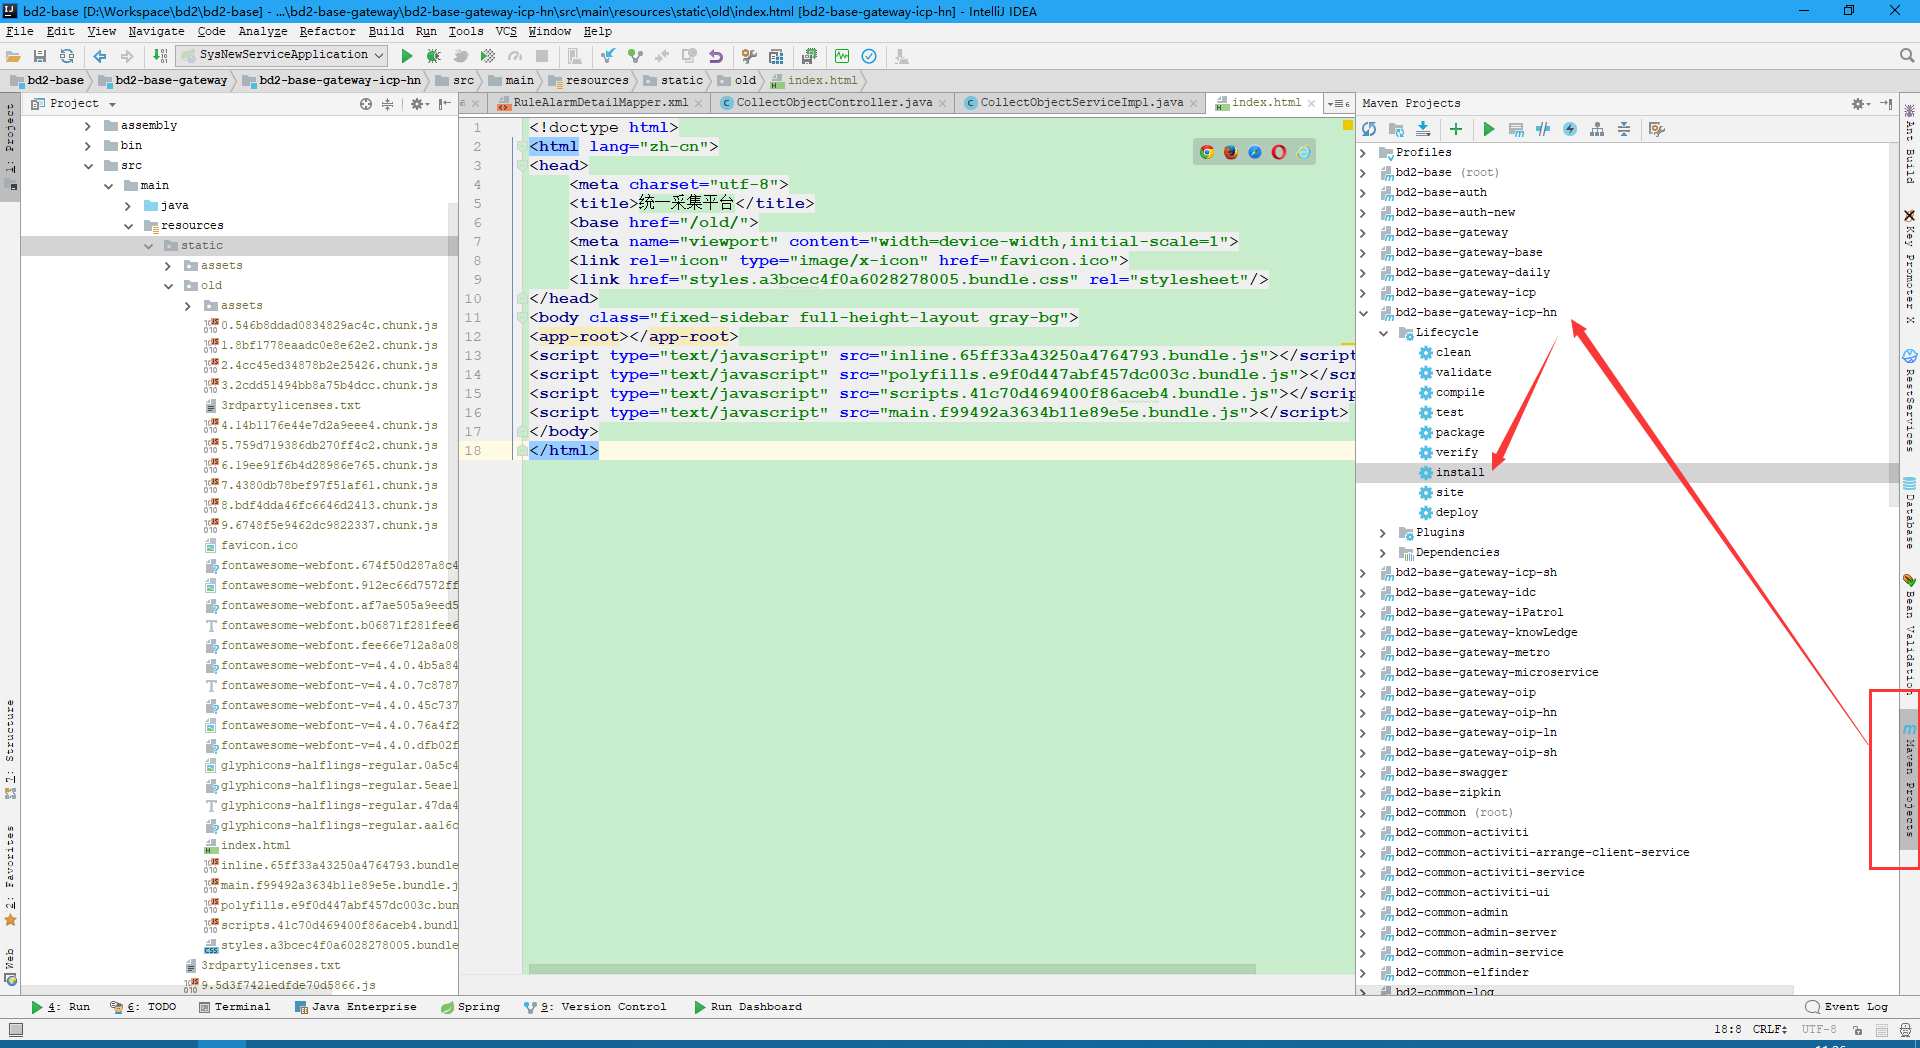 bd2-base [D:\Workspace\bd2\bd2-base] - ...\bd2-base-gateway\bd2-base-gateway-icp-hn\src\main\resources\static\old\index.html [bd2-base-gateway-icp-hn] - IntelliJ IDEA
File Edit View Navigate Code Analyze Refactor Build Run Tools VCS Window Help
SysNewServiceApplication
bd2-base bd2-base-gateway bd2-base-gateway-icp-hn src main resources static old index.html
Project
a RuleAlarmDetailMapper.xml CollectObjectController.java CollectObjectServiceImpl.java index.html 6
Maven Projects
1: Project
7: Structure
2: Favorites
Web
assembly
bin
src
main
java
resources
static
assets
old
assets
0.546b8ddad0834829ac4c.chunk.js
1.8bf1778eaadc0e8e62e2.chunk.js
2.4cc45ed34878b2e25426.chunk.js
3.2cdd51494bb8a75b4dcc.chunk.js
3rdpartylicenses.txt
4.14b1176e44e7d2a9eee4.chunk.js
5.759d719386db270ff4c2.chunk.js
6.19ee91f6b4d28986e765.chunk.js
7.4380db78bef97f51af61.chunk.js
8.bdf4dda46fc6646d2413.chunk.js
9.6748f5e9462dc9822337.chunk.js
favicon.ico
fontawesome-webfont.674f50d287a8c4
fontawesome-webfont.912ec66d7572ff
fontawesome-webfont.af7ae505a9eed5
fontawesome-webfont.b06871f281fee6
fontawesome-webfont.fee66e712a8a08
fontawesome-webfont-v=4.4.0.4b5a84
fontawesome-webfont-v=4.4.0.7c8787
fontawesome-webfont-v=4.4.0.45c737
fontawesome-webfont-v=4.4.0.76a4f2
fontawesome-webfont-v=4.4.0.dfb02f
glyphicons-halflings-regular.0a5c4
glyphicons-halflings-regular.5eae1
glyphicons-halflings-regular.47da4
glyphicons-halflings-regular.aa16c
index.html
inline.65ff33a43250a4764793.bundle
main.f99492a3634b11e89e5e.bundle.j
polyfills.e9f0d447abf457dc003c.bun
scripts.41c70d469400f86aceb4.bundl
styles.a3bcec4f0a6028278005.bundle
3rdpartylicenses.txt
9.5d3f7421edfde70d5866.js
1 <!doctype html>
2 <html lang="zh-cn">
3 <head>
4 <meta charset="utf-8">
5 <title>统一采集平台</title>
6 <base href="/old/">
7 <meta name="viewport" content="width=device-width,initial-scale=1">
8 <link rel="icon" type="image/x-icon" href="favicon.ico">
9 <link href="styles.a3bcec4f0a6028278005.bundle.css" rel="stylesheet"/>
10 </head>
11 <body class="fixed-sidebar full-height-layout gray-bg">
12 <app-root></app-root>
13 <script type="text/javascript" src="inline.65ff33a43250a4764793.bundle.js"></script
14 <script type="text/javascript" src="polyfills.e9f0d447abf457dc003c.bundle.js"></scr
15 <script type="text/javascript" src="scripts.41c70d469400f86aceb4.bundle.js"></scrip
16 <script type="text/javascript" src="main.f99492a3634b11e89e5e.bundle.js"></script>
17 </body>
18 </html>
Profiles
bd2-base (root)
bd2-base-auth
bd2-base-auth-new
bd2-base-gateway
bd2-base-gateway-base
bd2-base-gateway-daily
bd2-base-gateway-icp
bd2-base-gateway-icp-hn
Lifecycle
clean
validate
compile
test
package
verify
install
site
deploy
Plugins
Dependencies
bd2-base-gateway-icp-sh
bd2-base-gateway-idc
bd2-base-gateway-iPatrol
bd2-base-gateway-knowLedge
bd2-base-gateway-metro
bd2-base-gateway-microservice
bd2-base-gateway-oip
bd2-base-gateway-oip-hn
bd2-base-gateway-oip-ln
bd2-base-gateway-oip-sh
bd2-base-swagger
bd2-base-zipkin
bd2-common (root)
bd2-common-activiti
bd2-common-activiti-arrange-client-service
bd2-common-activiti-service
bd2-common-activiti-ui
bd2-common-admin
bd2-common-admin-server
bd2-common-admin-service
bd2-common-elfinder
bd2-common-log
Ant Build
Key Promoter X
RestServices
Database
Bean Validation
Maven Projects
4: Run 6: TODO Terminal Java Enterprise Spring 9: Version Control Run Dashboard Event Log
18:8 CRLF UTF-8